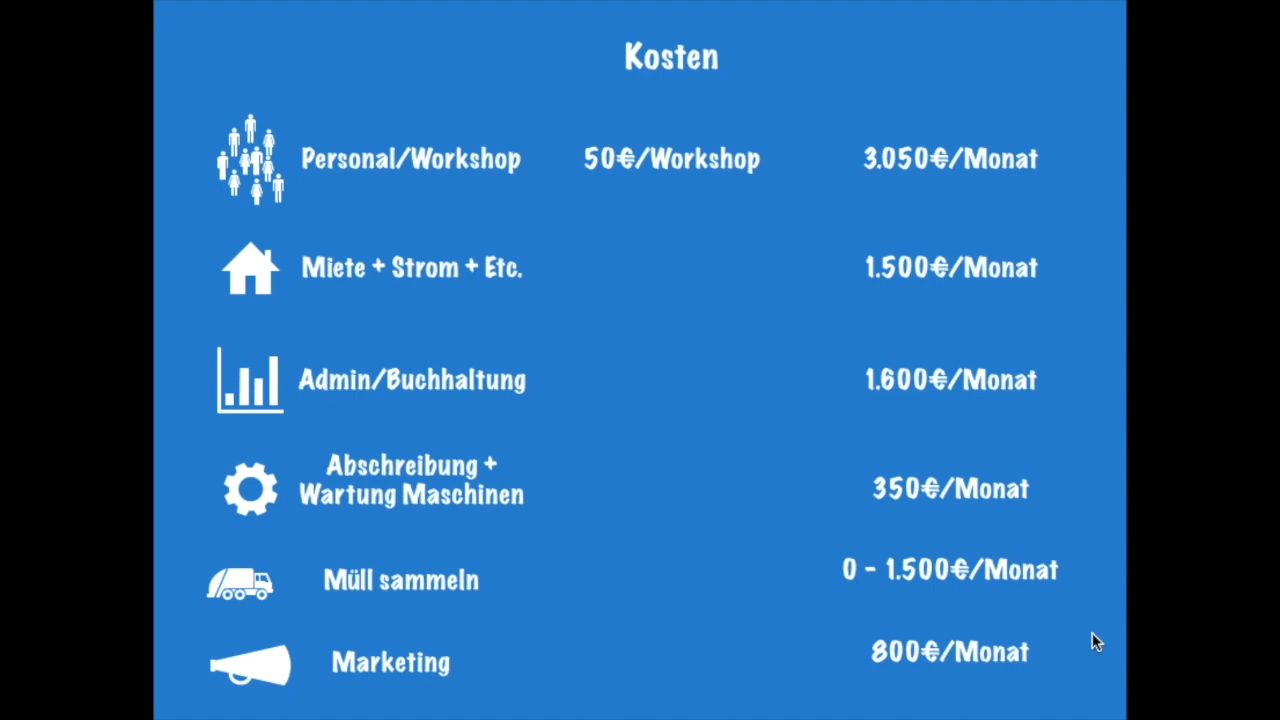 Kosten
Personal/Workshop 50€/Workshop 3.050€/Monat
Miete + Strom + Etc. 1.500€/Monat
Admin/Buchhaltung 1.600€/Monat
Abschreibung +
Wartung Maschinen 350€/Monat
Müll sammeln 0 - 1.500€/Monat
Marketing 800€/Monat